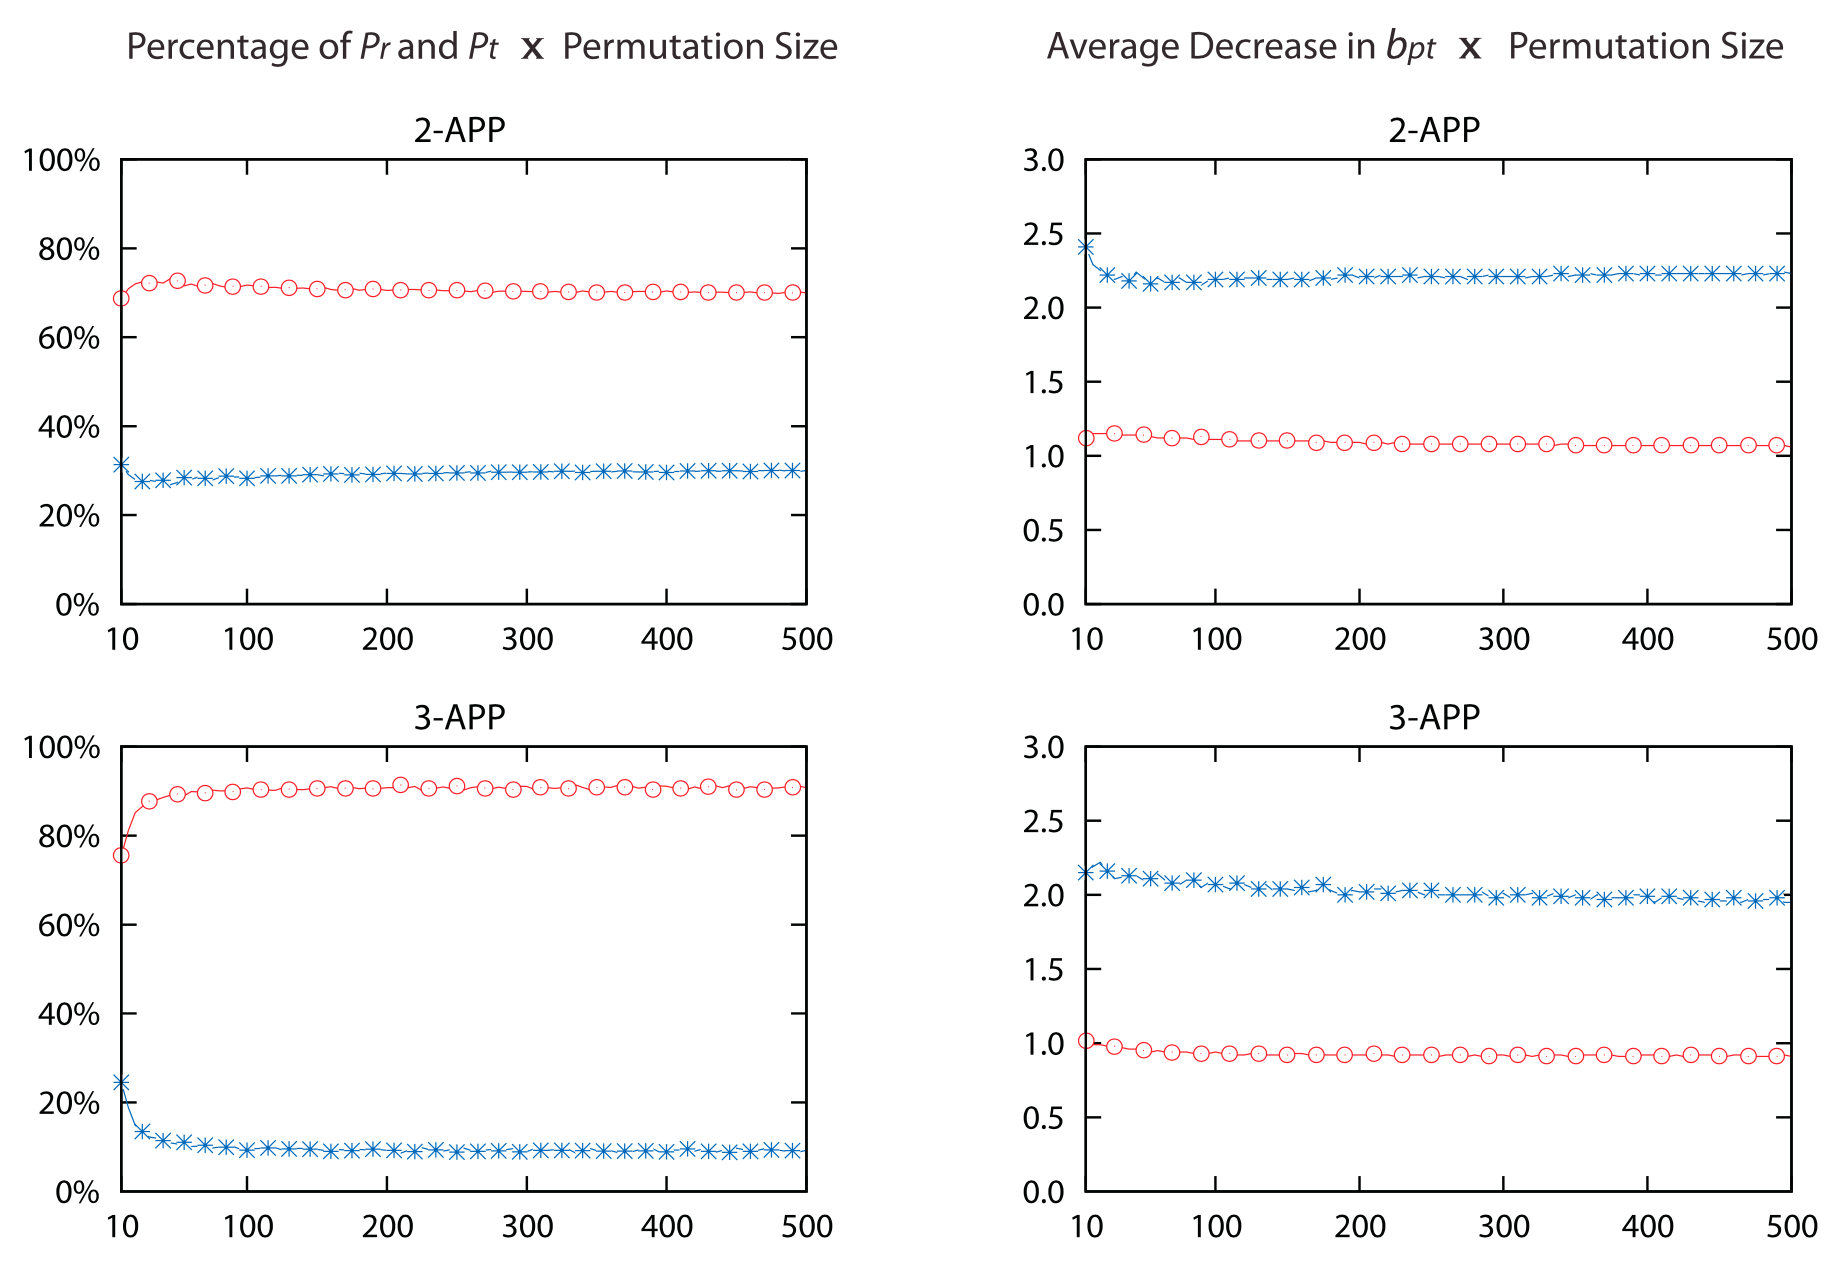 Percentage of Pr and Pt x Permutation Size
Average Decrease in bpt x Permutation Size
2-APP
100%
80%
60%
40%
20%
0%
10 100 200 300 400 500
2-APP
3.0
2.5
2.0
1.5
1.0
0.5
0.0
10 100 200 300 400 500
3-APP
100%
80%
60%
40%
20%
0%
10 100 200 300 400 500
3-APP
3.0
2.5
2.0
1.5
1.0
0.5
0.0
10 100 200 300 400 500